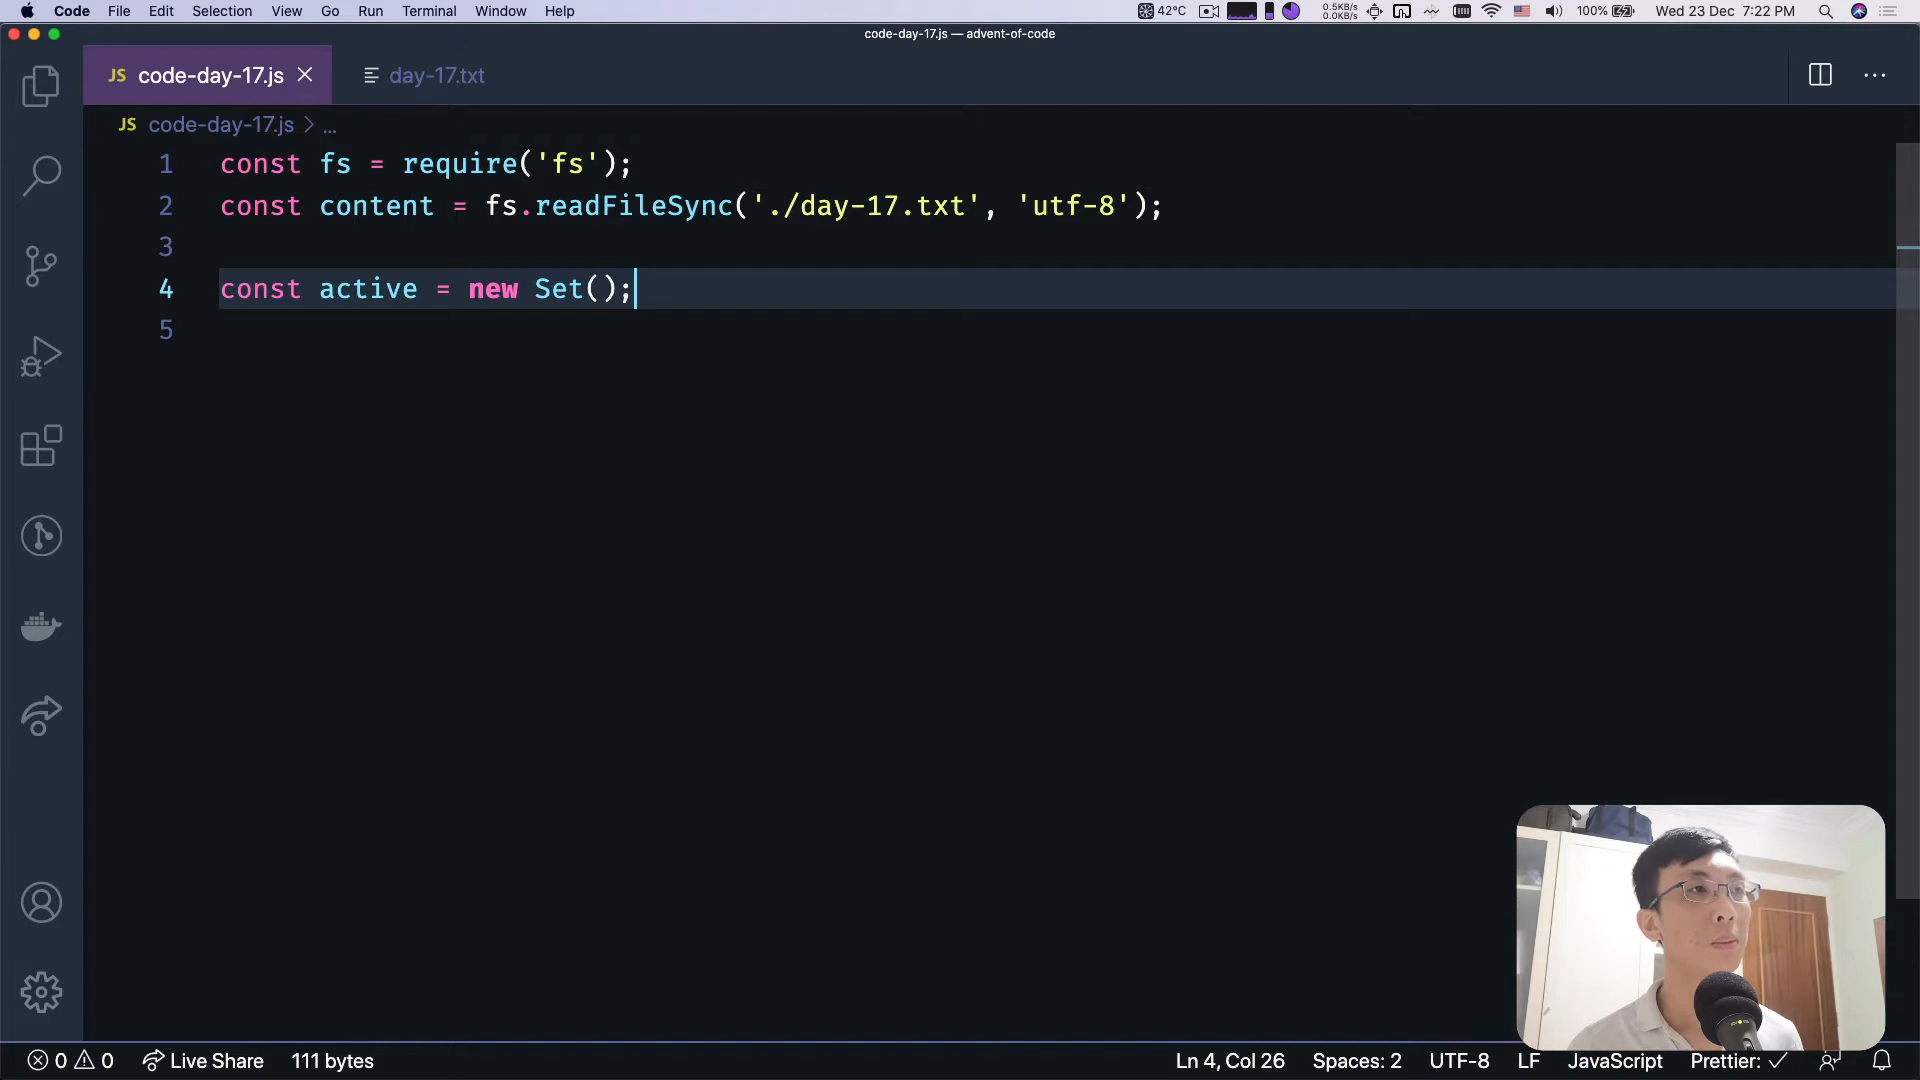 Code File Edit Selection View Go Run Terminal Window Help 42°C 0.5KB/s 0.0KB/s 100% Wed 23 Dec 7:22 PM
code-day-17.js — advent-of-code
JS code-day-17.js day-17.txt
JS code-day-17.js > ...
1 const fs = require('fs');
2 const content = fs.readFileSync('./day-17.txt', 'utf-8');
3
4 const active = new Set();
5
0 0 Live Share 111 bytes Ln 4, Col 26 Spaces: 2 UTF-8 LF JavaScript Prettier: ✓